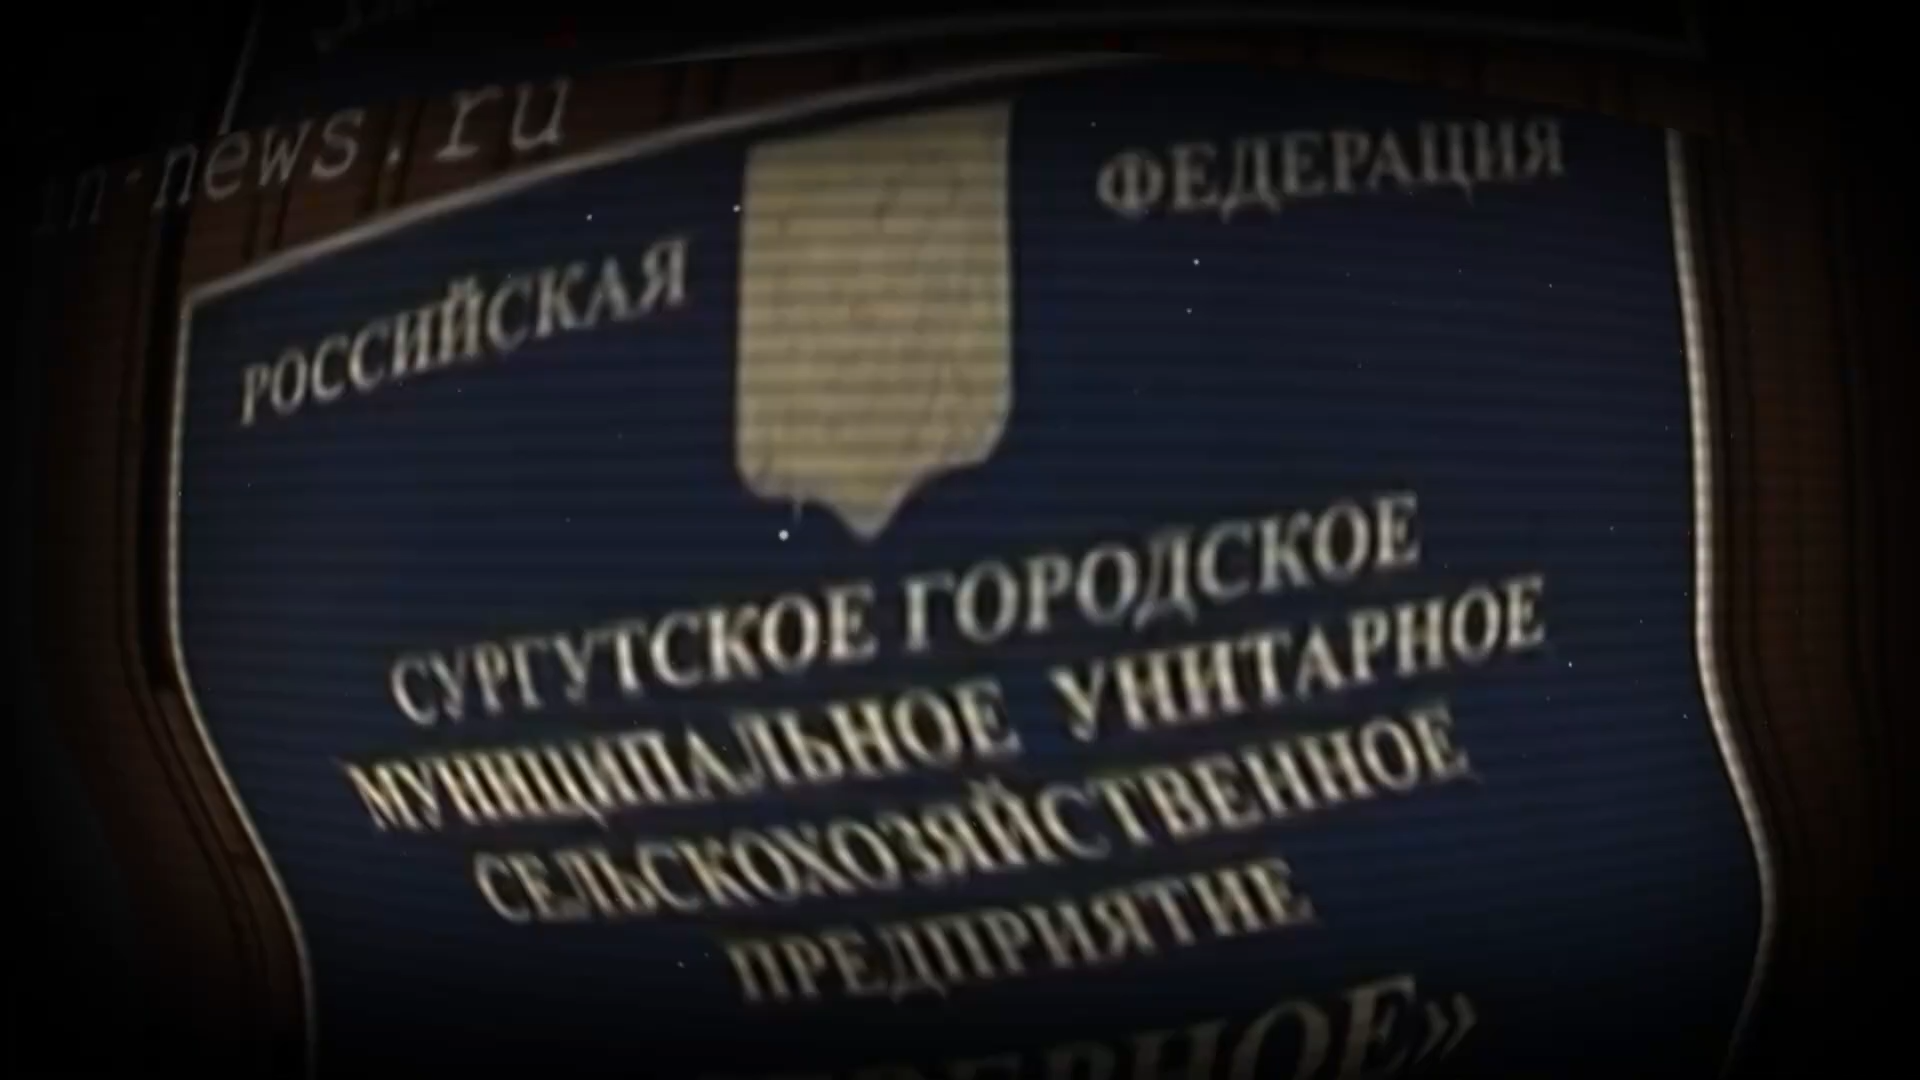 n-news.ru
РОССИЙСКАЯ ФЕДЕРАЦИЯ
СУРГУТСКОЕ ГОРОДСКОЕ
МУНИЦИПАЛЬНОЕ УНИТАРНОЕ
СЕЛЬСКОХОЗЯЙСТВЕННОЕ
ПРЕДПРИЯТИЕ